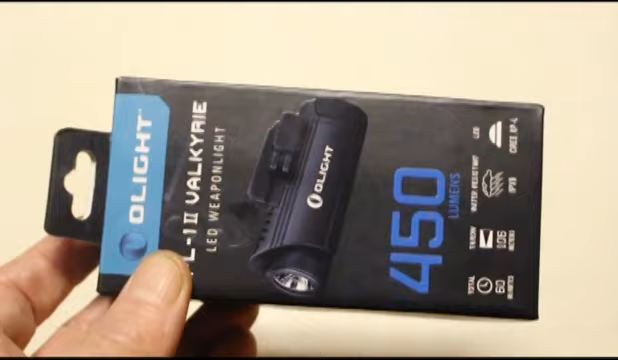 OLIGHT
L-1 II VALKYRIE
LED WEAPONLIGHT
OLIGHT
450
LUMENS
LED
CREE XP-L
WATER RESISTANT
IPX8
THROW
106
METERS
TOTAL
60
MINUTES